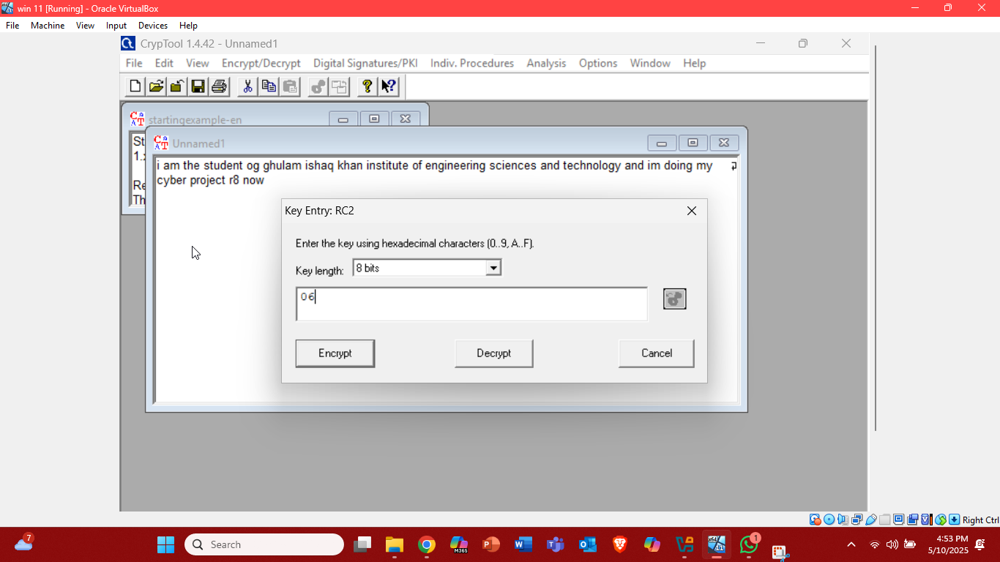 win 11 [Running] - Oracle VirtualBox
File Machine View Input Devices Help
CrypTool 1.4.42 - Unnamed1
File Edit View Encrypt/Decrypt Digital Signatures/PKI Indiv. Procedures Analysis Options Window Help
startingexample-en
St
1.
Re
Th
Unnamed1
i am the student og ghulam ishaq khan institute of engineering sciences and technology and im doing my
cyber project r8 now
Key Entry: RC2
Enter the key using hexadecimal characters (0..9, A..F).
Key length: 8 bits
06
Encrypt Decrypt Cancel
Right Ctrl
7
Search
M365
1
4:53 PM
5/10/2025